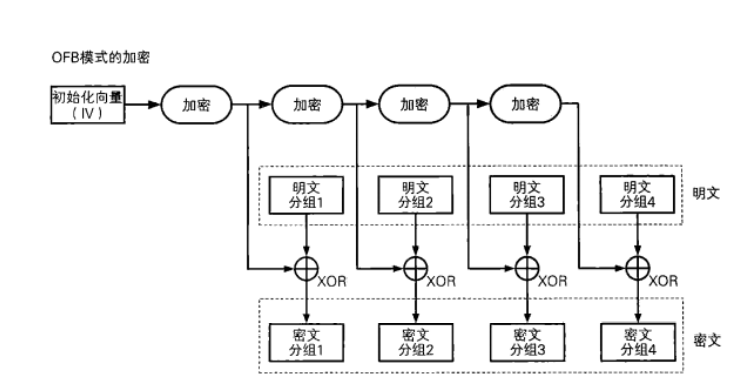 OFB模式的加密
初始化向量
（IV）
加密
加密
加密
加密
明文
分组1
明文
分组2
明文
分组3
明文
分组4
明文
XOR
XOR
XOR
XOR
密文
分组1
密文
分组2
密文
分组3
密文
分组4
密文